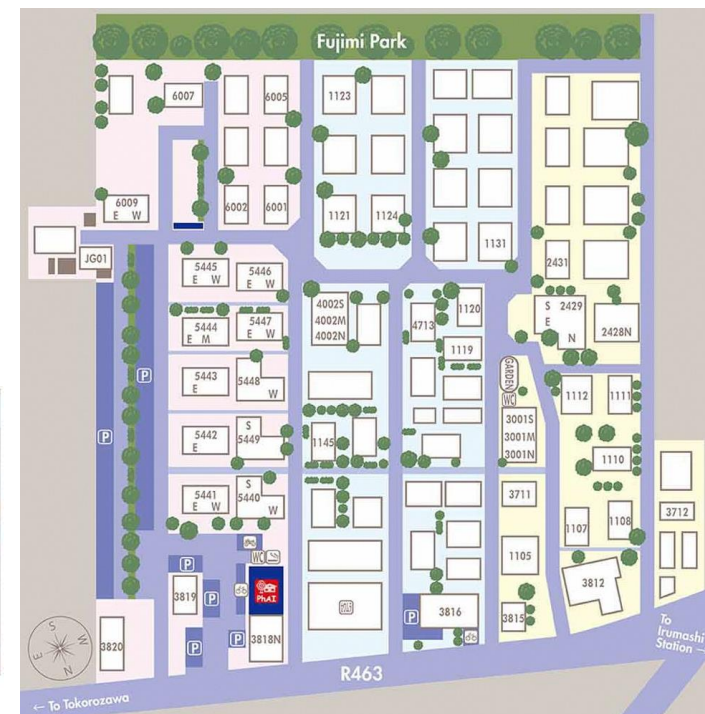 Fujimi Park
6007
6005
1123
6009
E W
6002
6001
1121
1124
1131
JG01
5445
E W
5446
E W
2431
S 2429
E
N
2428N
4002S
4002M
4002N
4713
1120
5444
E M
5447
E W
1119
5443
E W
5448
W
P
GARDEN
WC
1112
1111
5442
E W
S
5449
W
1145
3001S
3001M
3001N
P
1110
5441
E W
S
5440
W
3711
3712
1107
1108
WC
1105
P
3819
P
PhAI
3812
3816
P
3815
3820
P
P
3818N
S
W
E
N
R463
To
Irumashi
Station →
← To Tokorozawa